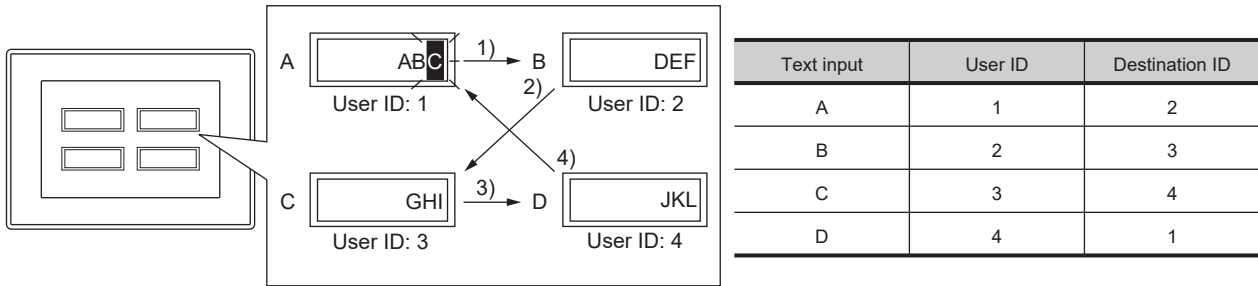 A ABC 1) B DEF
User ID: 1 2) User ID: 2
4)
C GHI 3) D JKL
User ID: 3 User ID: 4
Text input User ID Destination ID
A 1 2
B 2 3
C 3 4
D 4 1